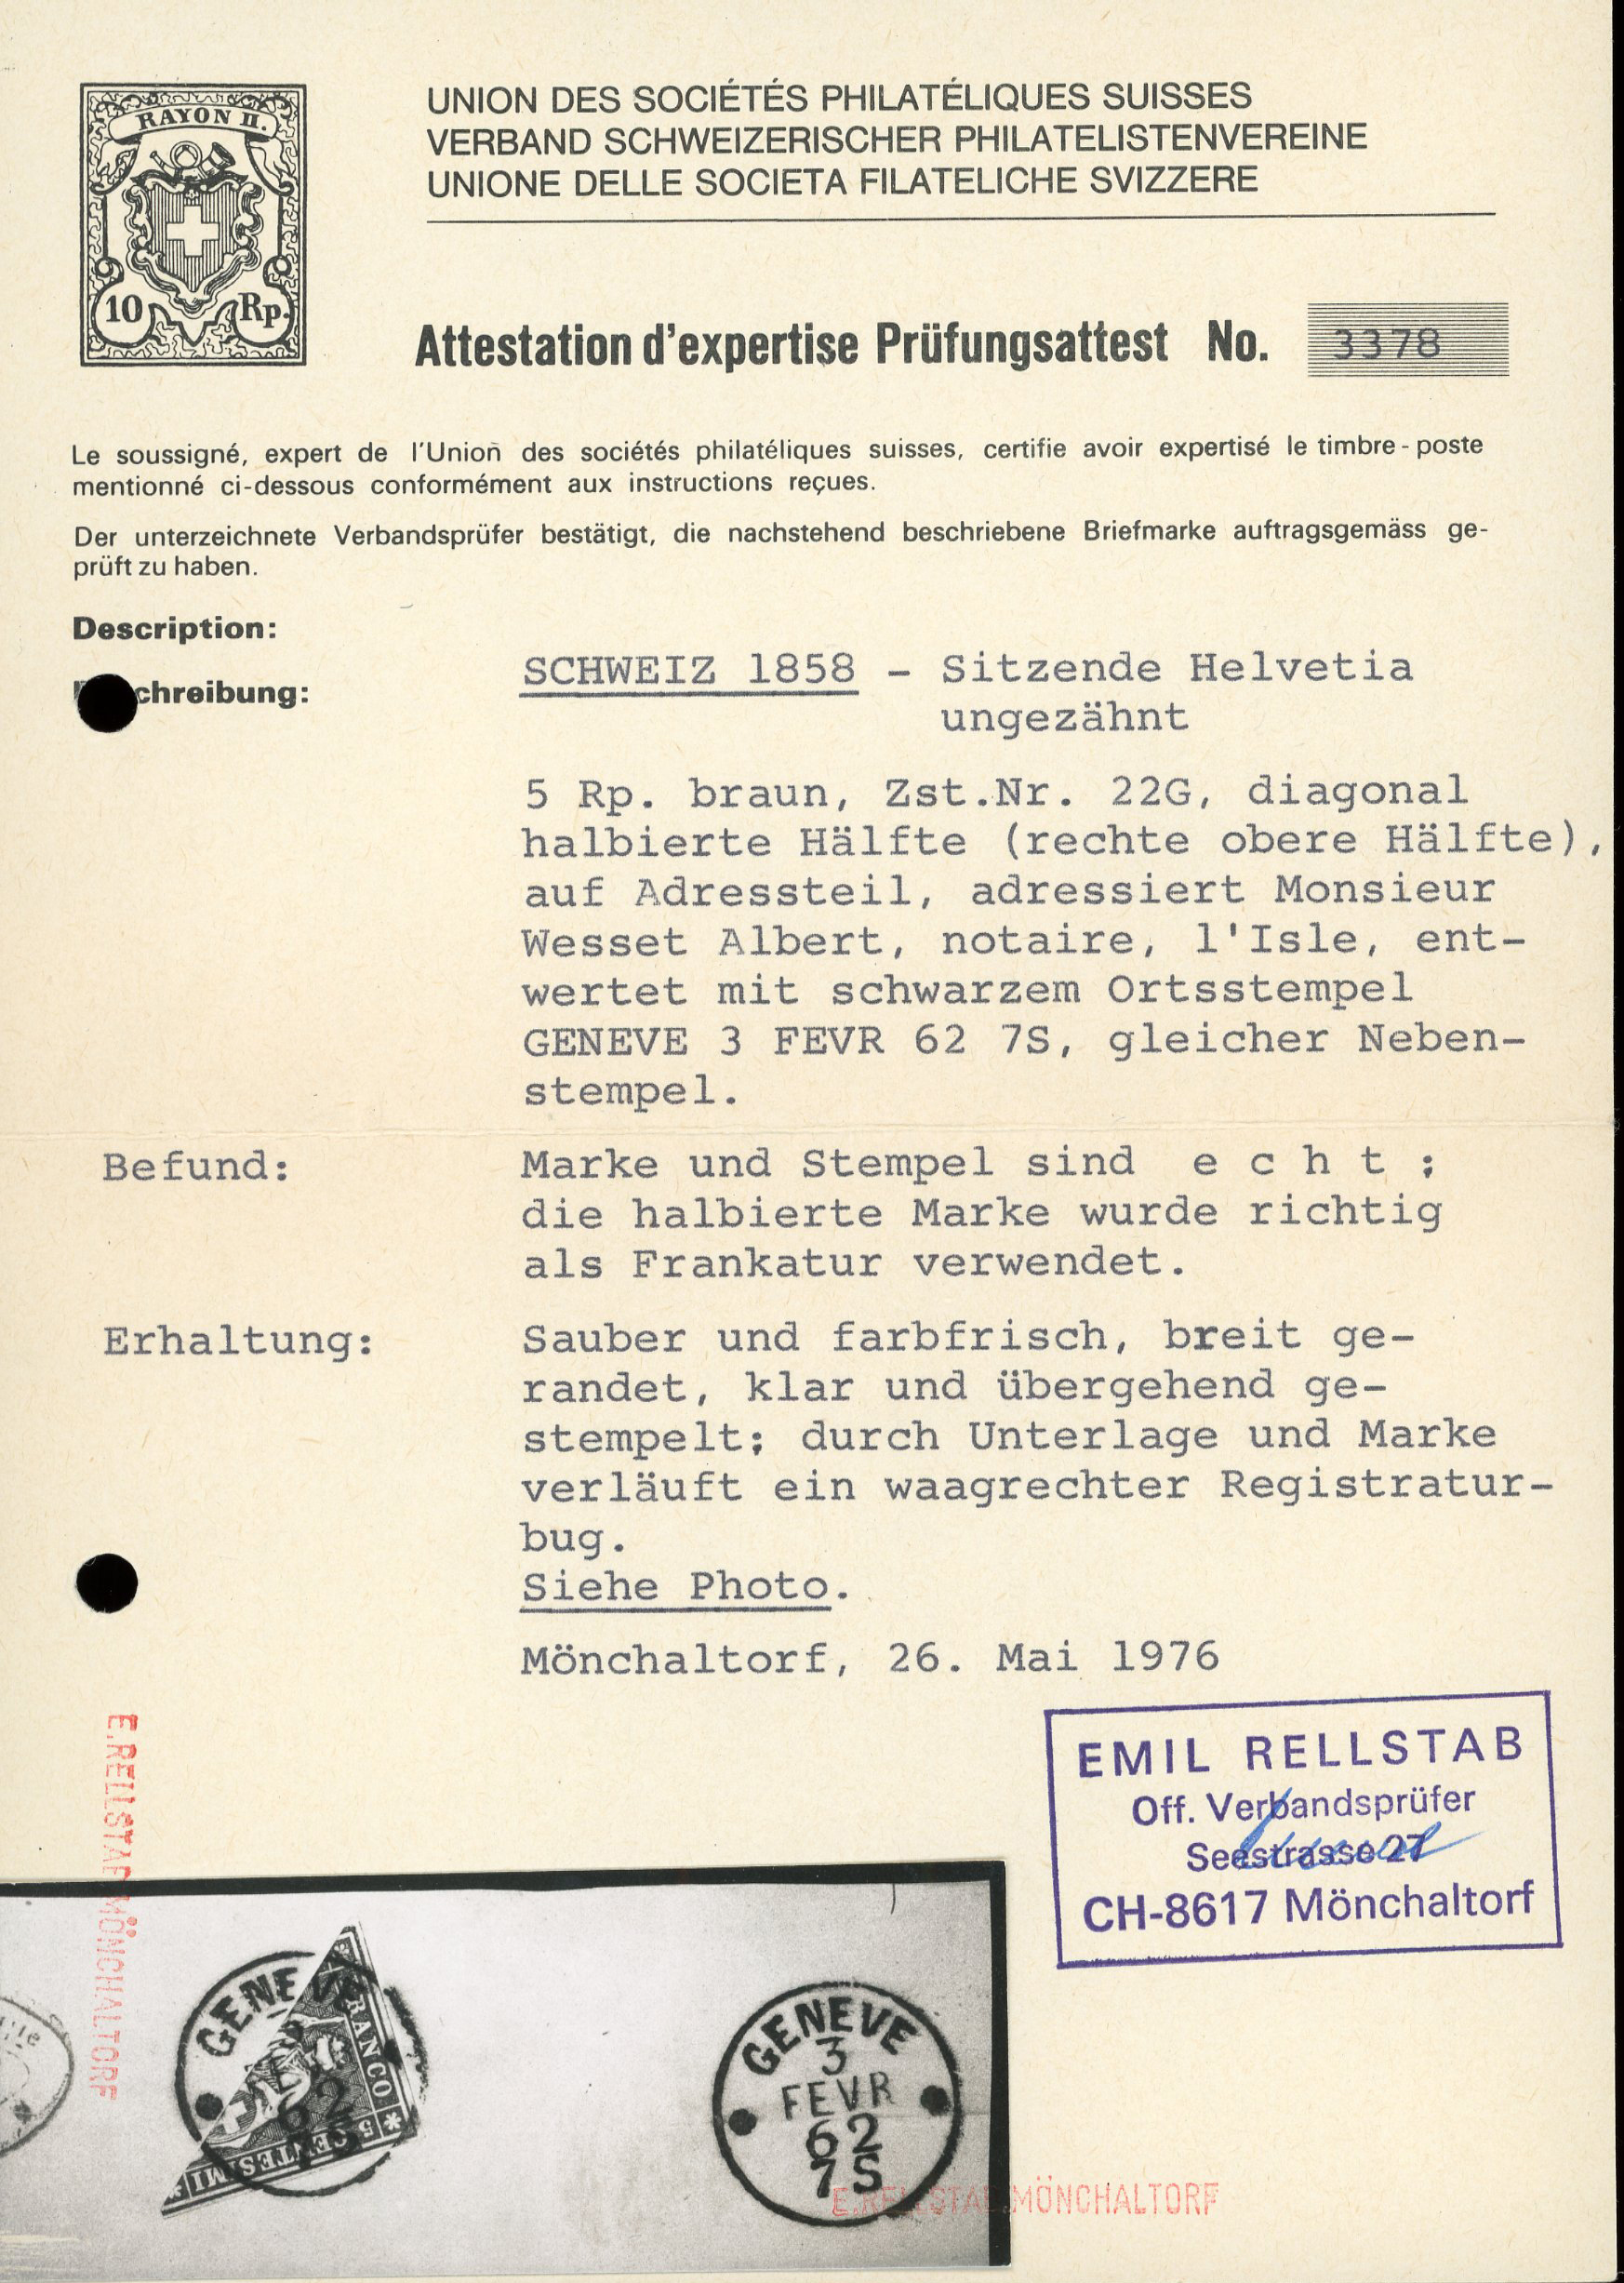 RAYON II.
10 Rp.
UNION DES SOCIÉTÉS PHILATÉLIQUES SUISSES
VERBAND SCHWEIZERISCHER PHILATELISTENVEREINE
UNIONE DELLE SOCIETA FILATELICHE SVIZZERE
Attestation d'expertise Prüfungsattest No. 3378
Le soussigné, expert de l'Union des sociétés philatéliques suisses, certifie avoir expertisé le timbre-poste
mentionné ci-dessous conformément aux instructions reçues.
Der unterzeichnete Verbandsprüfer bestätigt, die nachstehend beschriebene Briefmarke auftragsgemäss ge-
prüft zu haben.
Description:
chreibung:
SCHWEIZ 1858 - Sitzende Helvetia
ungezähnt
5 Rp. braun, Zst.Nr. 22G, diagonal
halbierte Hälfte (rechte obere Hälfte),
auf Adressteil, adressiert Monsieur
Wesset Albert, notaire, l'Isle, ent-
wertet mit schwarzem Ortsstempel
GENEVE 3 FEVR 62 7S, gleicher Neben-
stempel.
Befund: Marke und Stempel sind e c h t ;
die halbierte Marke wurde richtig
als Frankatur verwendet.
Erhaltung: Sauber und farbfrisch, breit ge-
randet, klar und übergehend ge-
stempelt; durch Unterlage und Marke
verläuft ein waagrechter Registratur-
bug.
Siehe Photo.
Mönchaltorf, 26. Mai 1976
EMIL RELLSTAB
Off. Verbandsprüfer
Seestrasse 27
CH-8617 Mönchaltorf
E.RELLSTAB MÖNCHALTORF
GENEVE
62
RANCO
5 CENTESIMI
GENEVE
3
FEVR
62
7S
E.RELLSTAB MÖNCHALTORF